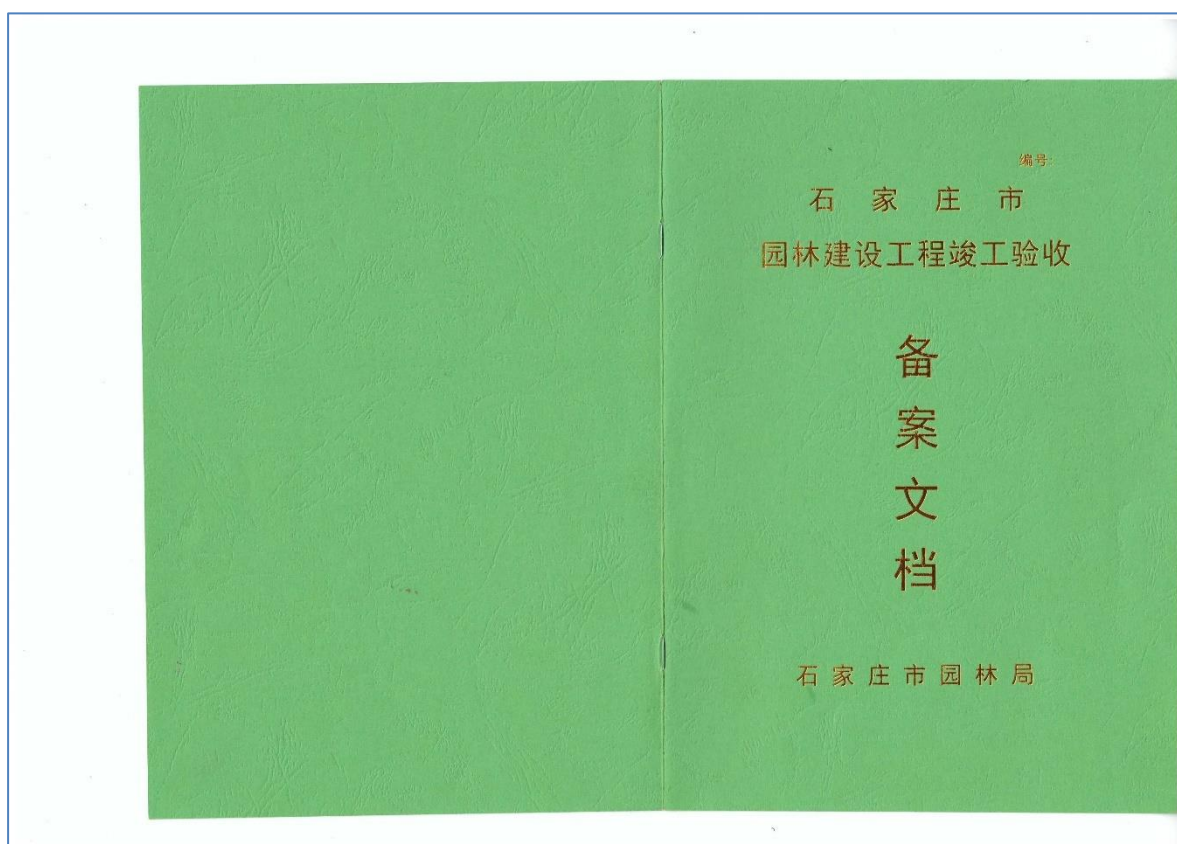 编号:
石家庄市
园林建设工程竣工验收
备
案
文
档
石家庄市园林局